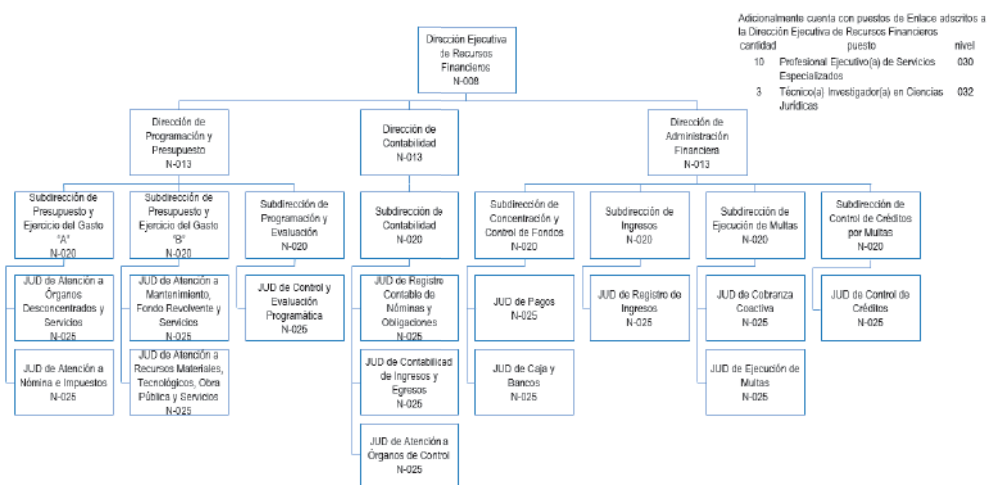 Adicionalmente cuenta con puestos de Enlace adscritos a
la Dirección Ejecutiva de Recursos Financieros
cantidad puesto nivel
10 Profesional Ejecutivo(a) de Servicios 030
Especializados
3 Técnico(a) Investigador(a) en Ciencias 032
Jurídicas
Dirección Ejecutiva
de Recursos
Financieros
N-008
Dirección de
Programación y
Presupuesto
N-013
Dirección de
Contabilidad
N-013
Dirección de
Administración
Financiera
N-013
Subdirección de
Presupuesto y
Ejercicio del Gasto
"A"
N-020
Subdirección de
Presupuesto y
Ejercicio del Gasto
"B"
N-020
Subdirección de
Programación y
Evaluación
N-020
Subdirección de
Contabilidad
N-020
Subdirección de
Concentración y
Control de Fondos
N-020
Subdirección de
Ingresos
N-020
Subdirección de
Ejecución de Multas
N-020
Subdirección de
Control de Créditos
por Multas
N-020
JUD de Atención a
Órganos
Desconcentrados y
Servicios
N-025
JUD de Atención a
Mantenimiento,
Fondo Revolvente y
Servicios
N-025
JUD de Control y
Evaluación
Programática
N-025
JUD de Registro
Contable de
Nóminas y
Obligaciones
N-025
JUD de Pagos
N-025
JUD de Registro de
Ingresos
N-025
JUD de Cobranza
Coactiva
N-025
JUD de Control de
Créditos
N-025
JUD de Atención a
Nómina e Impuestos
N-025
JUD de Atención a
Recursos Materiales,
Tecnológicos, Obra
Pública y Servicios
N-025
JUD de Contabilidad
de Ingresos y
Egresos
N-025
JUD de Caja y
Bancos
N-025
JUD de Ejecución de
Multas
N-025
JUD de Atención a
Órganos de Control
N-025